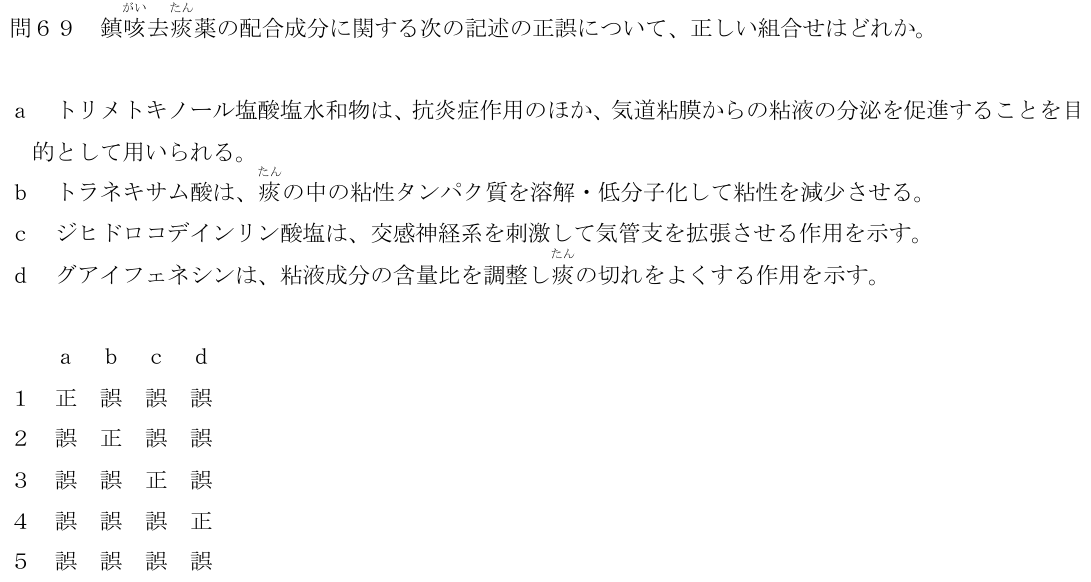 問６９　鎮咳去痰薬の配合成分に関する次の記述の正誤について、正しい組合せはどれか。
ａ　トリメトキノール塩酸塩水和物は、抗炎症作用のほか、気道粘膜からの粘液の分泌を促進することを目
的として用いられる。
ｂ　トラネキサム酸は、痰の中の粘性タンパク質を溶解・低分子化して粘性を減少させる。
ｃ　ジヒドロコデインリン酸塩は、交感神経系を刺激して気管支を拡張させる作用を示す。
ｄ　グアイフェネシンは、粘液成分の含量比を調整し痰の切れをよくする作用を示す。
ａ　ｂ　ｃ　ｄ
１　正　誤　誤　誤
２　誤　正　誤　誤
３　誤　誤　正　誤
４　誤　誤　誤　正
５　誤　誤　誤　誤